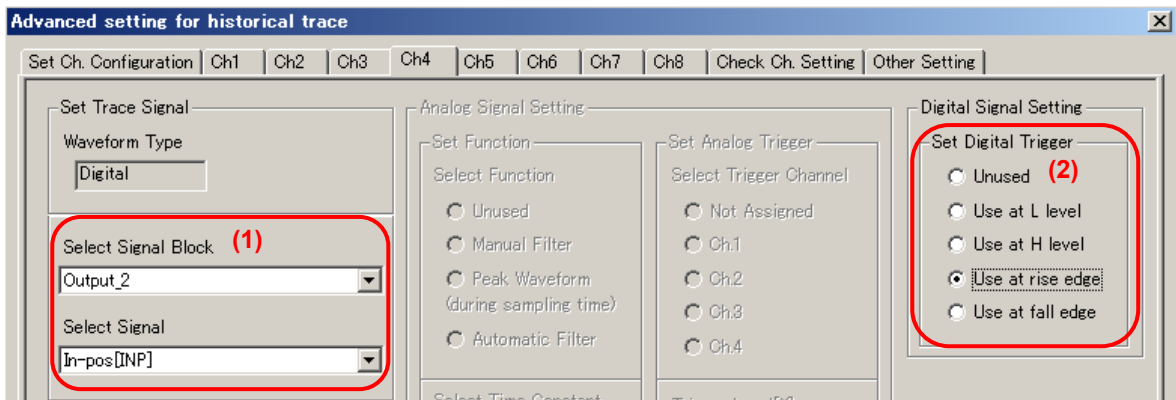 Advanced setting for historical trace
Set Ch. Configuration Ch1 Ch2 Ch3 Ch4 Ch5 Ch6 Ch7 Ch8 Check Ch. Setting Other Setting
Set Trace Signal
Waveform Type
Digital
Select Signal Block (1)
Output_2
Select Signal
In-pos[INP]
Analog Signal Setting
Set Function
Select Function
Unused
Manual Filter
Peak Waveform
(during sampling time)
Automatic Filter
Select Time Constant
Set Analog Trigger
Select Trigger Channel
Not Assigned
Ch.1
Ch.2
Ch.3
Ch.4
Digital Signal Setting
Set Digital Trigger
Unused (2)
Use at L level
Use at H level
Use at rise edge
Use at fall edge